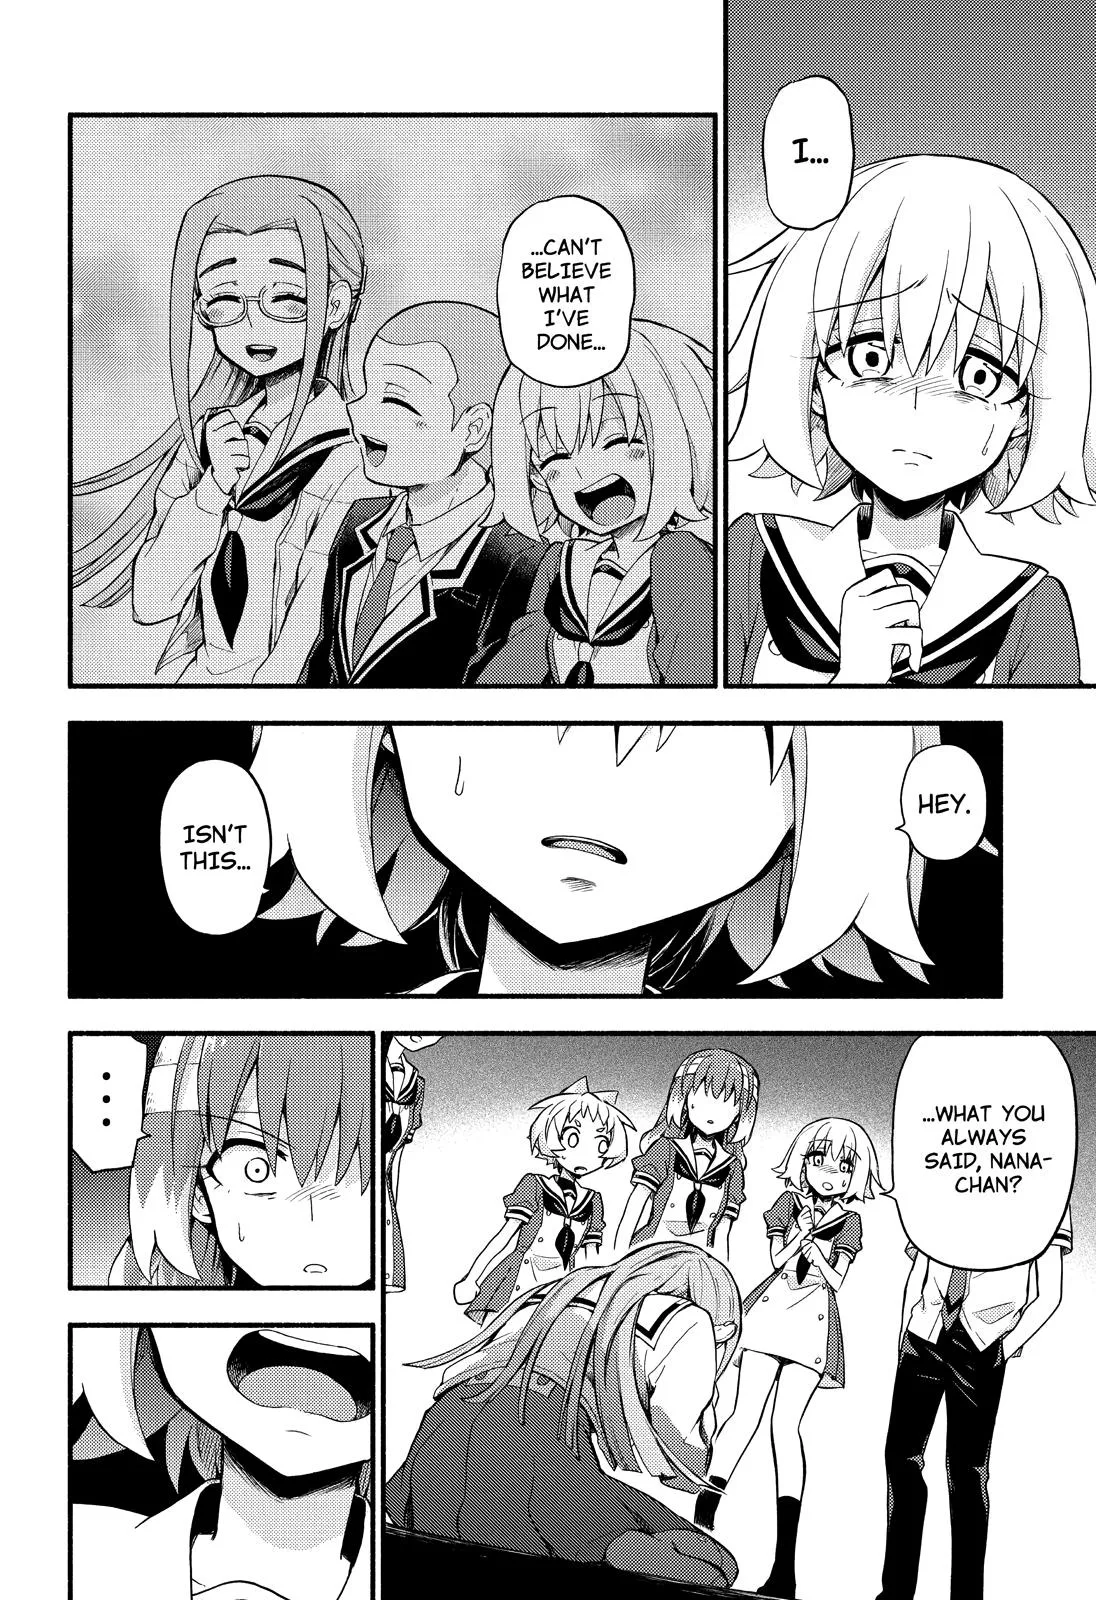 I...
...CAN'T
BELIEVE
WHAT
I'VE
DONE...
HEY.
ISN'T
THIS...
...WHAT YOU
ALWAYS
SAID, NANA-
CHAN?
...